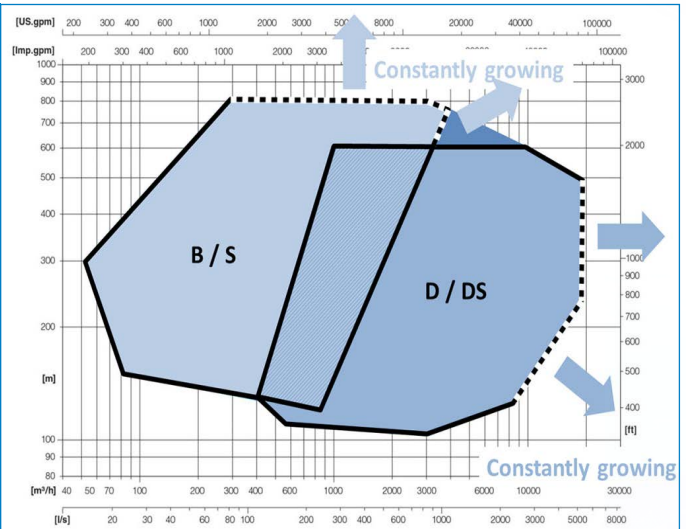 [US.gpm] 200 300 400 600 1000 2000 3000 5000 8000 20000 40000 100000
[Imp.gpm] 200 300 400 600 1000 2000 3000 100000
1000
900
800
700
600
500
400
300
200
[m]
100
90
80
3000
2000
1000
900
800
700
600
500
400
[ft]
Constantly growing
B / S
D / DS
Constantly growing
[m³/h] 40 50 70 100 200 300 400 600 1000 2000 3000 6000 10000 30000
[l/s] 20 30 40 60 80 100 200 300 400 600 1000 2000 3000 5000 8000